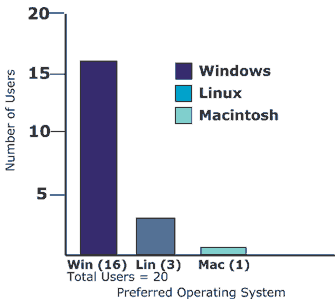 20
15
10
5
Number of Users
Windows
Linux
Macintosh
Win (16) Lin (3) Mac (1)
Total Users = 20
Preferred Operating System